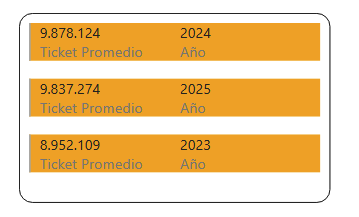 9.878.124 2024
Ticket Promedio Año
9.837.274 2025
Ticket Promedio Año
8.952.109 2023
Ticket Promedio Año